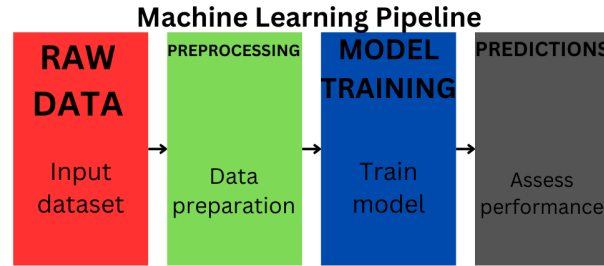 Machine Learning Pipeline
RAW
DATA
Input
dataset
PREPROCESSING
Data
preparation
MODEL
TRAINING
Train
model
PREDICTIONS
Assess
performance